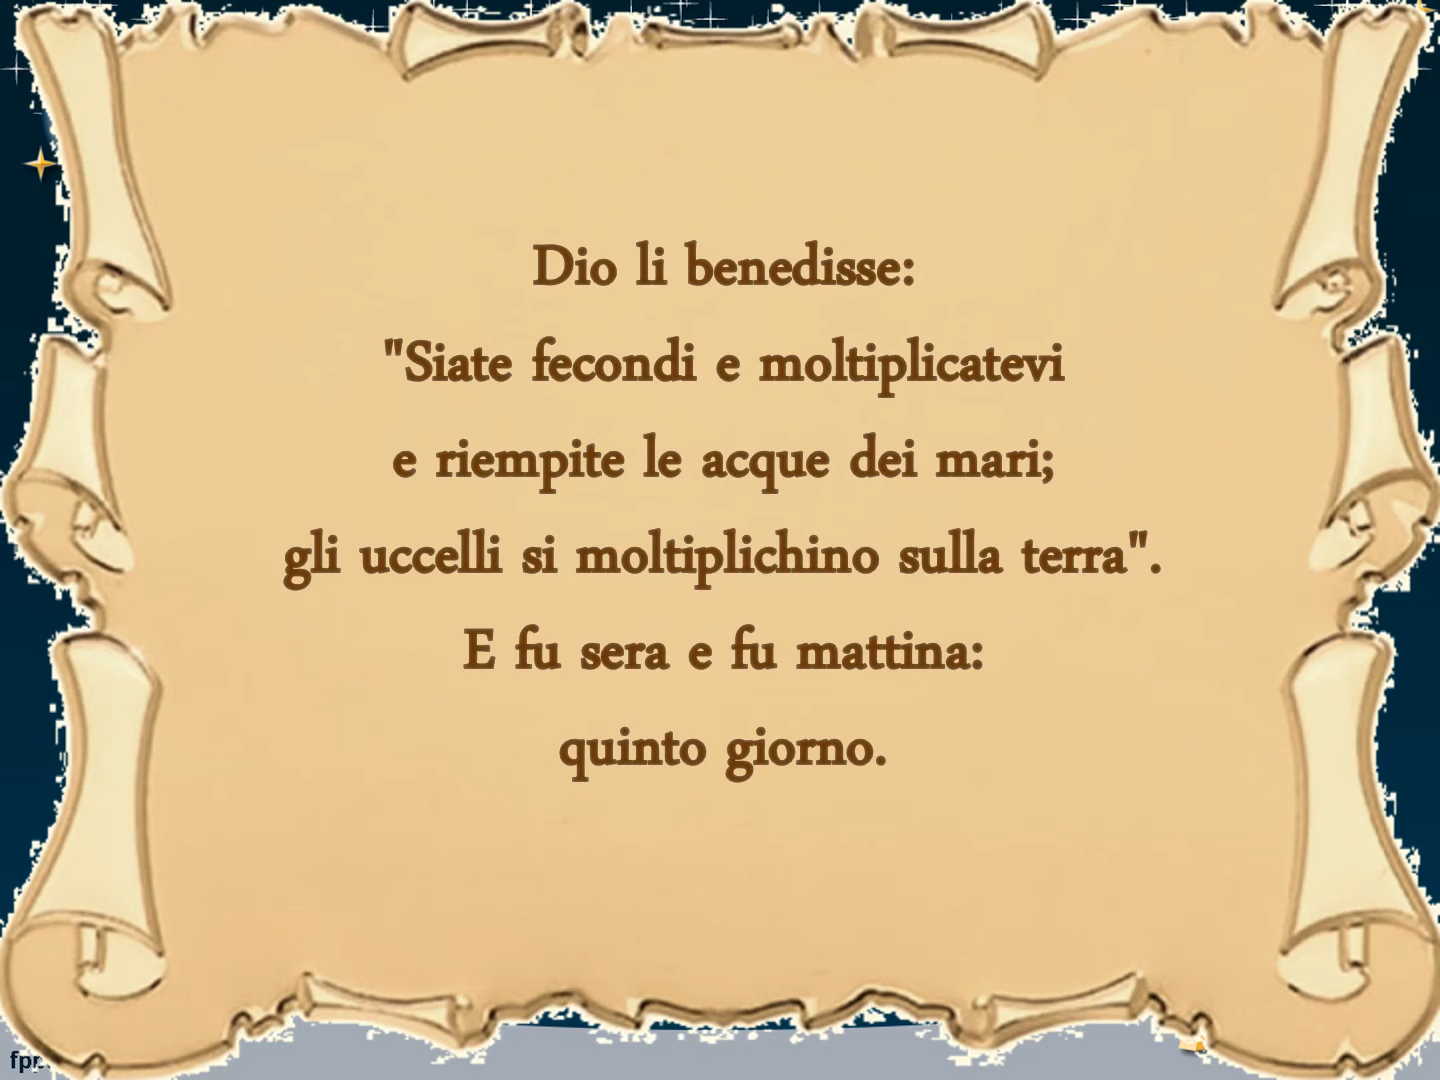 Dio li benedisse:
"Siate fecondi e moltiplicatevi
e riempite le acque dei mari;
gli uccelli si moltiplichino sulla terra".
E fu sera e fu mattina:
quinto giorno.